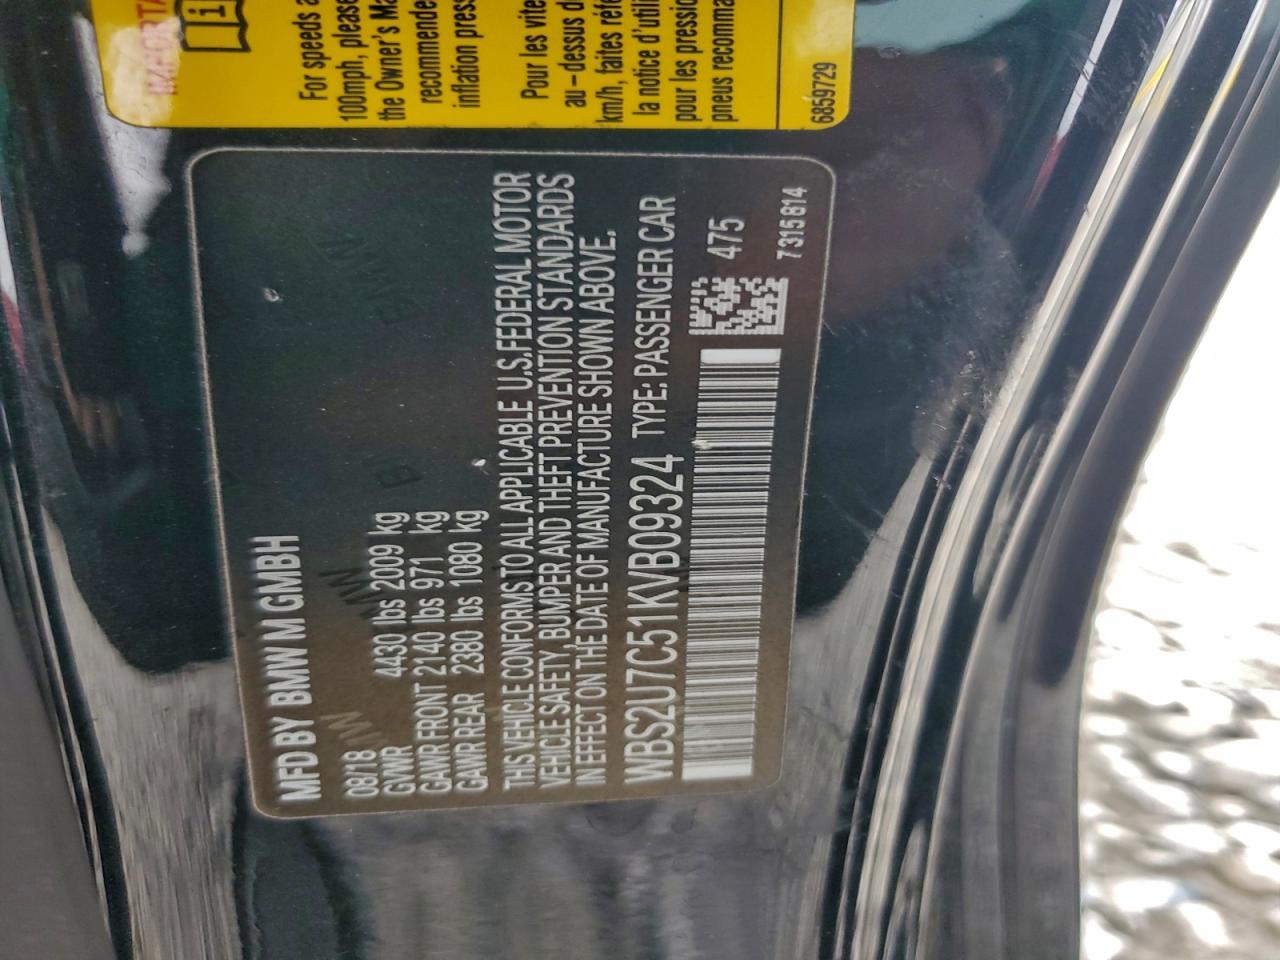 For speeds a
100mph, please
the Owner's Ma
recommende
inflation press
Pour les vite
au-dessus d
km/h, faites réfé
la notice d'utili
pour les pressio
pneus recomma
6859729
MFD BY BMW M GMBH
08/18
GVWR 4430 lbs 2009 kg
GAWR FRONT 2140 lbs 971 kg
GAWR REAR 2380 lbs 1080 kg
THIS VEHICLE CONFORMS TO ALL APPLICABLE U.S.FEDERAL MOTOR
VEHICLE SAFETY, BUMPER AND THEFT PREVENTION STANDARDS
IN EFFECT ON THE DATE OF MANUFACTURE SHOWN ABOVE.
WBS2U7C51KVB09324 TYPE: PASSENGER CAR
475
7315814